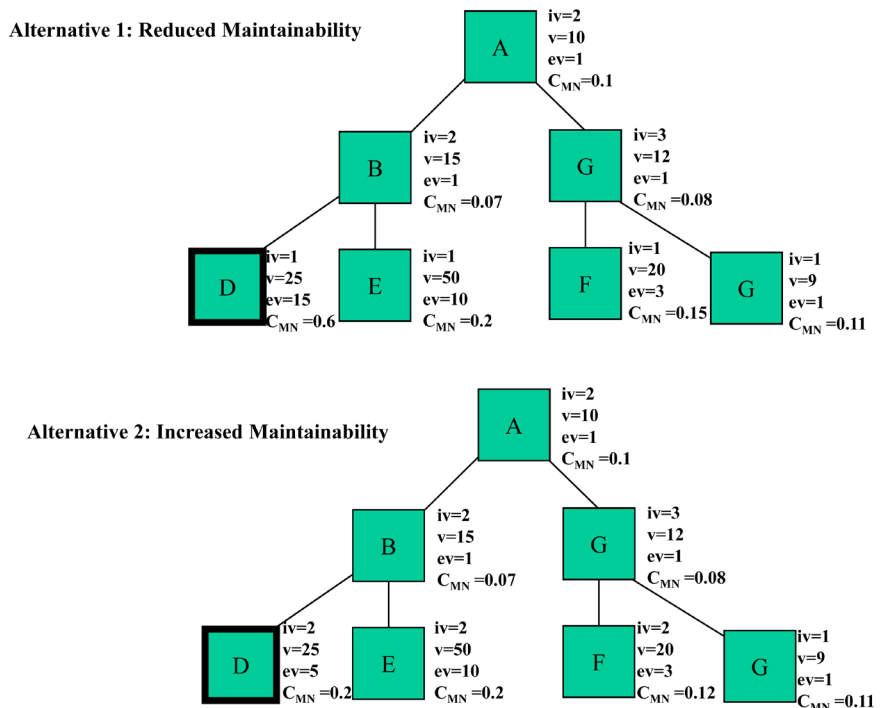 Alternative 1: Reduced Maintainability
A
iv=2
v=10
ev=1
CMN=0.1
B
iv=2
v=15
ev=1
CMN =0.07
G
iv=3
v=12
ev=1
CMN =0.08
D
iv=1
v=25
ev=15
CMN =0.6
E
iv=1
v=50
ev=10
CMN =0.2
F
iv=1
v=20
ev=3
CMN =0.15
G
iv=1
v=9
ev=1
CMN =0.11
Alternative 2: Increased Maintainability
A
iv=2
v=10
ev=1
CMN =0.1
B
iv=2
v=15
ev=1
CMN =0.07
G
iv=3
v=12
ev=1
CMN =0.08
D
iv=2
v=25
ev=5
CMN =0.2
E
iv=2
v=50
ev=10
CMN =0.2
F
iv=2
v=20
ev=3
CMN =0.12
G
iv=1
v=9
ev=1
CMN =0.11